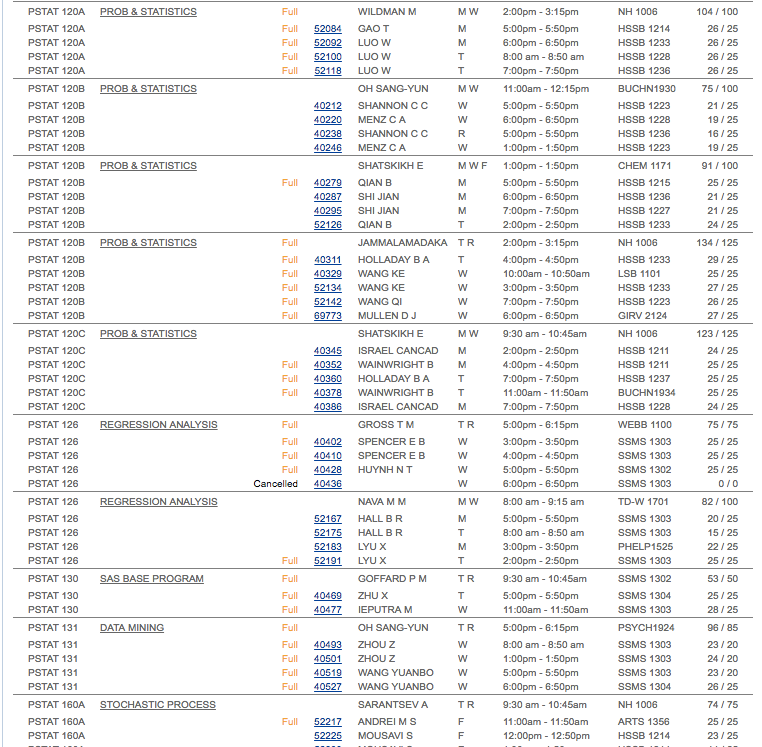 PSTAT 120A PROB & STATISTICS Full WILDMAN M M W 2:00pm - 3:15pm NH 1006 104 / 100
PSTAT 120A Full 52084 GAO T M 5:00pm - 5:50pm HSSB 1214 26 / 25
PSTAT 120A Full 52092 LUO W M 6:00pm - 6:50pm HSSB 1233 26 / 25
PSTAT 120A Full 52100 LUO W T 8:00 am - 8:50 am HSSB 1228 26 / 25
PSTAT 120A Full 52118 LUO W T 7:00pm - 7:50pm HSSB 1236 26 / 25
PSTAT 120B PROB & STATISTICS OH SANG-YUN M W 11:00am - 12:15pm BUCHN1930 75 / 100
PSTAT 120B 40212 SHANNON C C W 5:00pm - 5:50pm HSSB 1223 21 / 25
PSTAT 120B 40220 MENZ C A W 6:00pm - 6:50pm HSSB 1228 19 / 25
PSTAT 120B 40238 SHANNON C C R 5:00pm - 5:50pm HSSB 1236 16 / 25
PSTAT 120B 40246 MENZ C A W 1:00pm - 1:50pm HSSB 1223 19 / 25
PSTAT 120B PROB & STATISTICS SHATSKIKH E M W F 1:00pm - 1:50pm CHEM 1171 91 / 100
PSTAT 120B Full 40279 QIAN B M 5:00pm - 5:50pm HSSB 1215 25 / 25
PSTAT 120B 40287 SHI JIAN M 6:00pm - 6:50pm HSSB 1236 21 / 25
PSTAT 120B 40295 SHI JIAN M 7:00pm - 7:50pm HSSB 1227 21 / 25
PSTAT 120B 52126 QIAN B T 2:00pm - 2:50pm HSSB 1233 24 / 25
PSTAT 120B PROB & STATISTICS Full JAMMALAMADAKA T R 2:00pm - 3:15pm NH 1006 134 / 125
PSTAT 120B Full 40311 HOLLADAY B A T 4:00pm - 4:50pm HSSB 1233 29 / 25
PSTAT 120B Full 40329 WANG KE W 10:00am - 10:50am LSB 1101 25 / 25
PSTAT 120B Full 52134 WANG KE W 3:00pm - 3:50pm HSSB 1233 27 / 25
PSTAT 120B Full 52142 WANG QI W 7:00pm - 7:50pm HSSB 1223 26 / 25
PSTAT 120B Full 69773 MULLEN D J W 6:00pm - 6:50pm GIRV 2124 27 / 25
PSTAT 120C PROB & STATISTICS SHATSKIKH E M W 9:30 am - 10:45am NH 1006 123 / 125
PSTAT 120C 40345 ISRAEL CANCAD M 2:00pm - 2:50pm HSSB 1211 24 / 25
PSTAT 120C Full 40352 WAINWRIGHT B M 4:00pm - 4:50pm HSSB 1211 25 / 25
PSTAT 120C Full 40360 HOLLADAY B A T 7:00pm - 7:50pm HSSB 1237 25 / 25
PSTAT 120C Full 40378 WAINWRIGHT B T 11:00am - 11:50am BUCHN1934 25 / 25
PSTAT 120C 40386 ISRAEL CANCAD M 7:00pm - 7:50pm HSSB 1228 24 / 25
PSTAT 126 REGRESSION ANALYSIS Full GROSS T M T R 5:00pm - 6:15pm WEBB 1100 75 / 75
PSTAT 126 Full 40402 SPENCER E B W 3:00pm - 3:50pm SSMS 1303 25 / 25
PSTAT 126 Full 40410 SPENCER E B W 4:00pm - 4:50pm SSMS 1303 25 / 25
PSTAT 126 Full 40428 HUYNH N T W 5:00pm - 5:50pm SSMS 1302 25 / 25
PSTAT 126 Cancelled 40436 W 6:00pm - 6:50pm SSMS 1303 0 / 0
PSTAT 126 REGRESSION ANALYSIS NAVA M M M W 8:00 am - 9:15 am TD-W 1701 82 / 100
PSTAT 126 52167 HALL B R M 5:00pm - 5:50pm SSMS 1303 20 / 25
PSTAT 126 52175 HALL B R T 8:00 am - 8:50 am SSMS 1303 15 / 25
PSTAT 126 52183 LYU X M 3:00pm - 3:50pm PHELP1525 22 / 25
PSTAT 126 Full 52191 LYU X T 2:00pm - 2:50pm SSMS 1303 25 / 25
PSTAT 130 SAS BASE PROGRAM Full GOFFARD P M T R 9:30 am - 10:45am SSMS 1302 53 / 50
PSTAT 130 Full 40469 ZHU X T 5:00pm - 5:50pm SSMS 1304 25 / 25
PSTAT 130 Full 40477 IEPUTRA M W 11:00am - 11:50am SSMS 1303 28 / 25
PSTAT 131 DATA MINING Full OH SANG-YUN T R 5:00pm - 6:15pm PSYCH1924 96 / 85
PSTAT 131 Full 40493 ZHOU Z W 8:00 am - 8:50 am SSMS 1303 23 / 20
PSTAT 131 Full 40501 ZHOU Z W 1:00pm - 1:50pm SSMS 1303 24 / 20
PSTAT 131 Full 40519 WANG YUANBO W 5:00pm - 5:50pm SSMS 1303 23 / 20
PSTAT 131 Full 40527 WANG YUANBO W 6:00pm - 6:50pm SSMS 1304 26 / 25
PSTAT 160A STOCHASTIC PROCESS SARANTSEV A T R 9:30 am - 10:45am NH 1006 74 / 75
PSTAT 160A Full 52217 ANDREI M S F 11:00am - 11:50am ARTS 1356 25 / 25
PSTAT 160A 52225 MOUSAVI S F 12:00pm - 12:50pm HSSB 1214 23 / 25